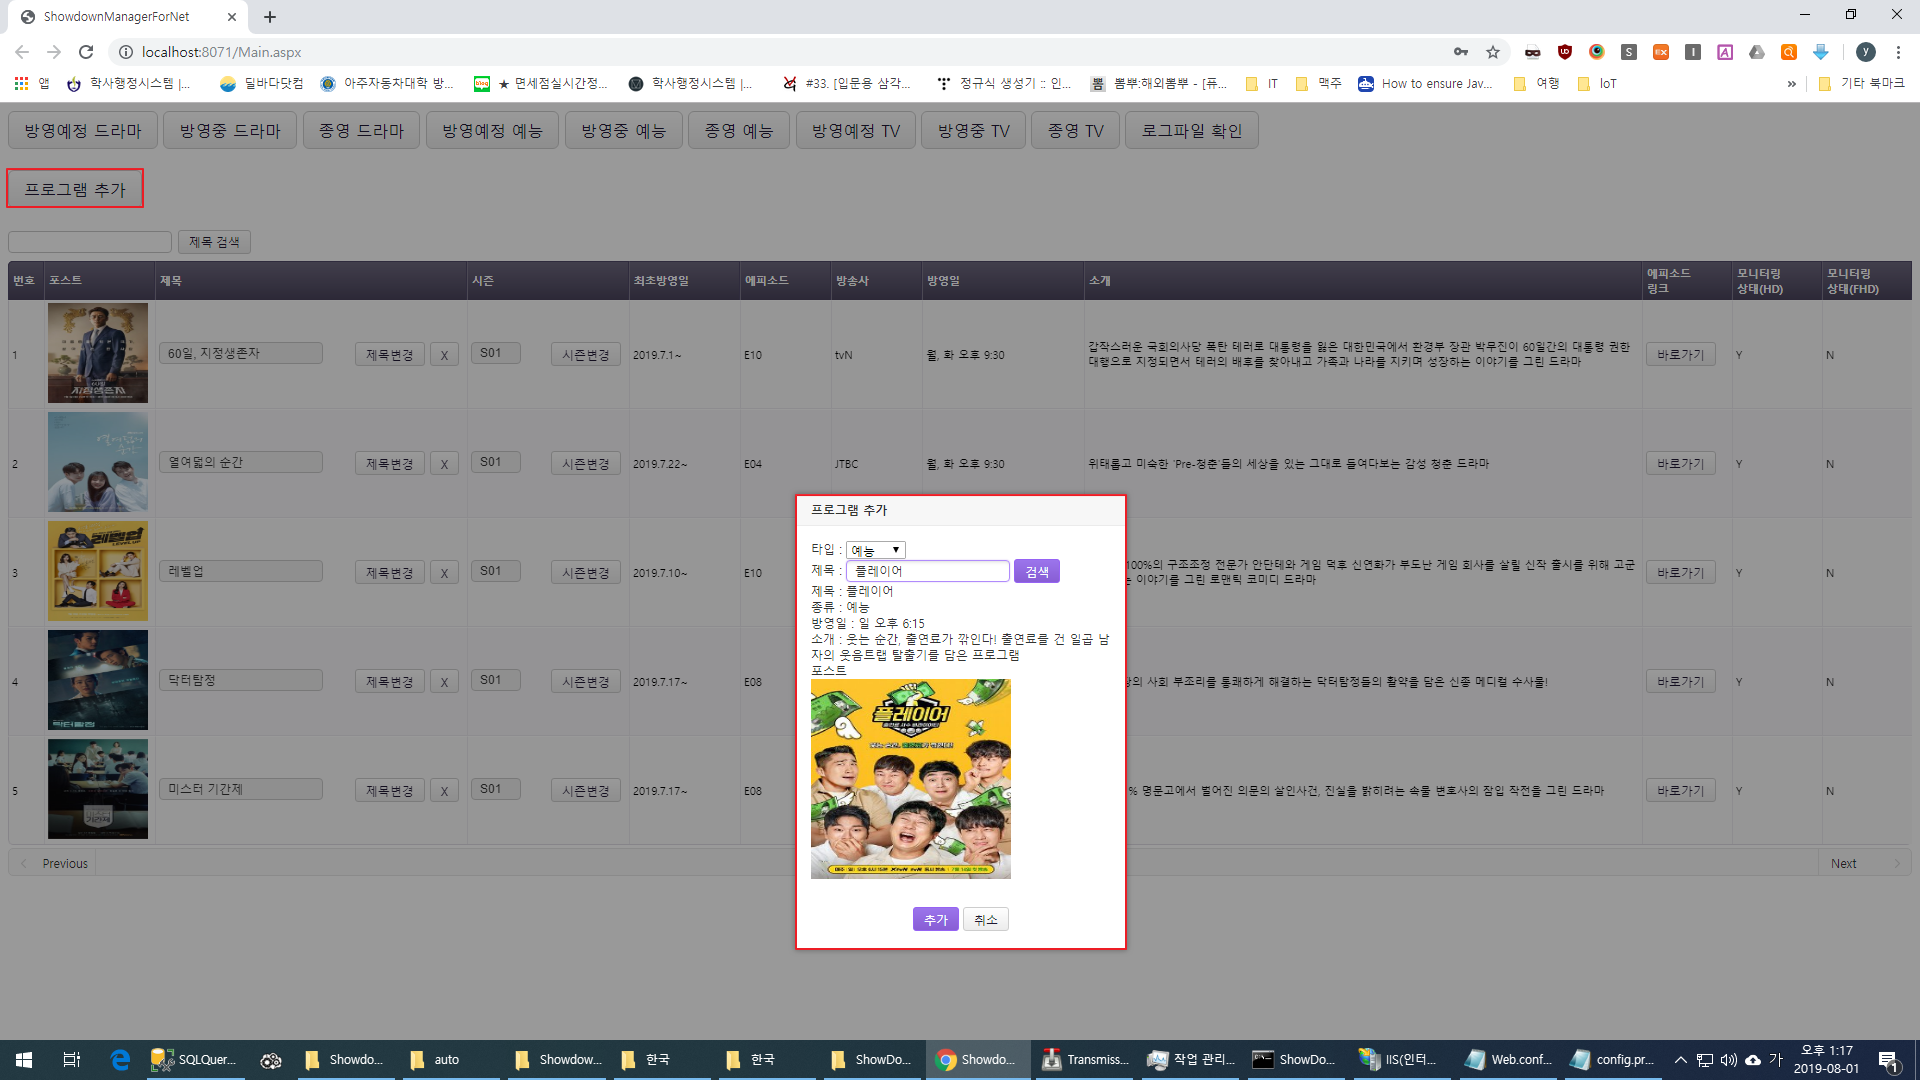 ShowdownManagerForNet
localhost:8071/Main.aspx
앱
학사행정시스템 |...
딜바다닷컴
아주자동차대학 방...
★ 면세점실시간정...
학사행정시스템 |...
#33. [입문용 삼각...
정규식 생성기 :: 인...
뽐뿌:해외뽐뿌 - [퓨...
IT
맥주
How to ensure Jav...
여행
IoT
»
기타 북마크
방영예정 드라마
방영중 드라마
종영 드라마
방영예정 예능
방영중 예능
종영 예능
방영예정 TV
방영중 TV
종영 TV
로그파일 확인
프로그램 추가
제목 검색
번호
포스트
제목
시즌
최초방영일
에피소드
방송사
방영일
소개
에피소드
링크
모니터링
상태(HD)
모니터링
상태(FHD)
1
60일, 지정생존자
제목변경
X
S01
시즌변경
2019.7.1~
E10
tvN
월, 화 오후 9:30
갑작스러운 국회의사당 폭탄 테러로 대통령을 잃은 대한민국에서 환경부 장관 박무진이 60일간의 대통령 권한
대행으로 지정되면서 테러의 배후를 찾아내고 가족과 나라를 지키며 성장하는 이야기를 그린 드라마
바로가기
Y
N
2
열여덟의 순간
제목변경
X
S01
시즌변경
2019.7.22~
E04
JTBC
월, 화 오후 9:30
위태롭고 미숙한 'Pre-청춘'들의 세상을 있는 그대로 들여다보는 감성 청춘 드라마
바로가기
Y
N
레벨업
3
레벨업
제목변경
X
S01
시즌변경
2019.7.10~
E10
100%의 구조조정 전문가 안단테와 게임 덕후 신연화가 부도난 게임 회사를 살릴 신작 출시를 위해 고군
는 이야기를 그린 로맨틱 코미디 드라마
바로가기
Y
N
4
닥터탐정
닥터탐정
제목변경
X
S01
시즌변경
2019.7.17~
E08
의 사회 부조리를 통쾌하게 해결하는 닥터탐정들의 활약을 담은 신종 메디컬 수사물!
바로가기
Y
N
5
미스터 기간제
제목변경
X
S01
시즌변경
2019.7.17~
E08
% 명문고에서 벌어진 의문의 살인사건, 진실을 밝히려는 속물 변호사의 잠입 작전을 그린 드라마
바로가기
Y
N
Previous
Next
프로그램 추가
타입 : 예능
제목 : 플레이어 검색
제목 : 플레이어
종류 : 예능
방영일 : 일 오후 6:15
소개 : 웃는 순간, 출연료가 깎인다! 출연료를 건 일곱 남
자의 웃음트랩 탈출기를 담은 프로그램
포스트
플레이어
추가
취소
SQLQuer...
Showdo...
auto
Showdow...
한국
한국
ShowDo...
Showdo...
Transmiss...
작업 관리...
ShowDo...
IIS(인터...
Web.conf...
config.pr...
가
오후 1:17
2019-08-01
1